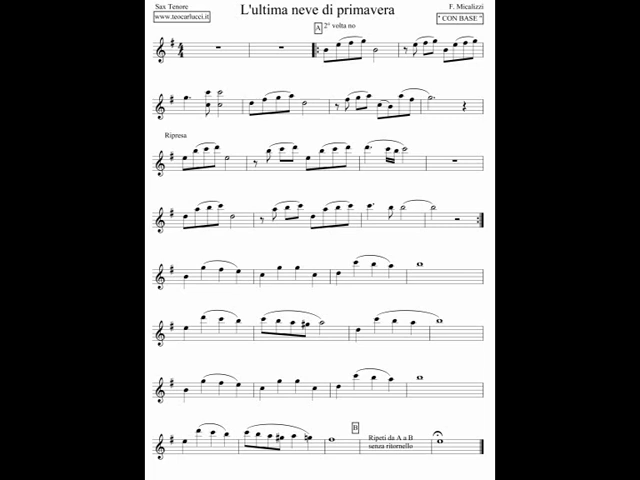 Sax Tenore
L'ultima neve di primavera
F. Micalizzi
www.teocarlucci.it
" CON BASE "
A 2° volta no
Ripresa
B
Ripeti da A a B
senza ritornello